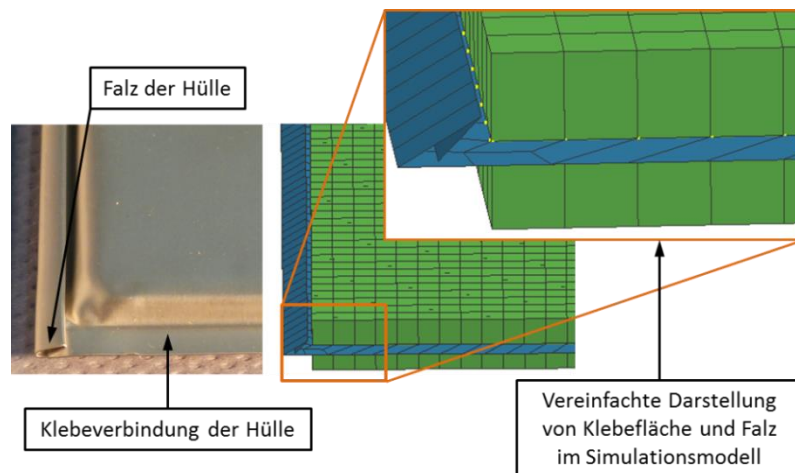 Falz der Hülle
Klebeverbindung der Hülle
Vereinfachte Darstellung
von Klebefläche und Falz
im Simulationsmodell